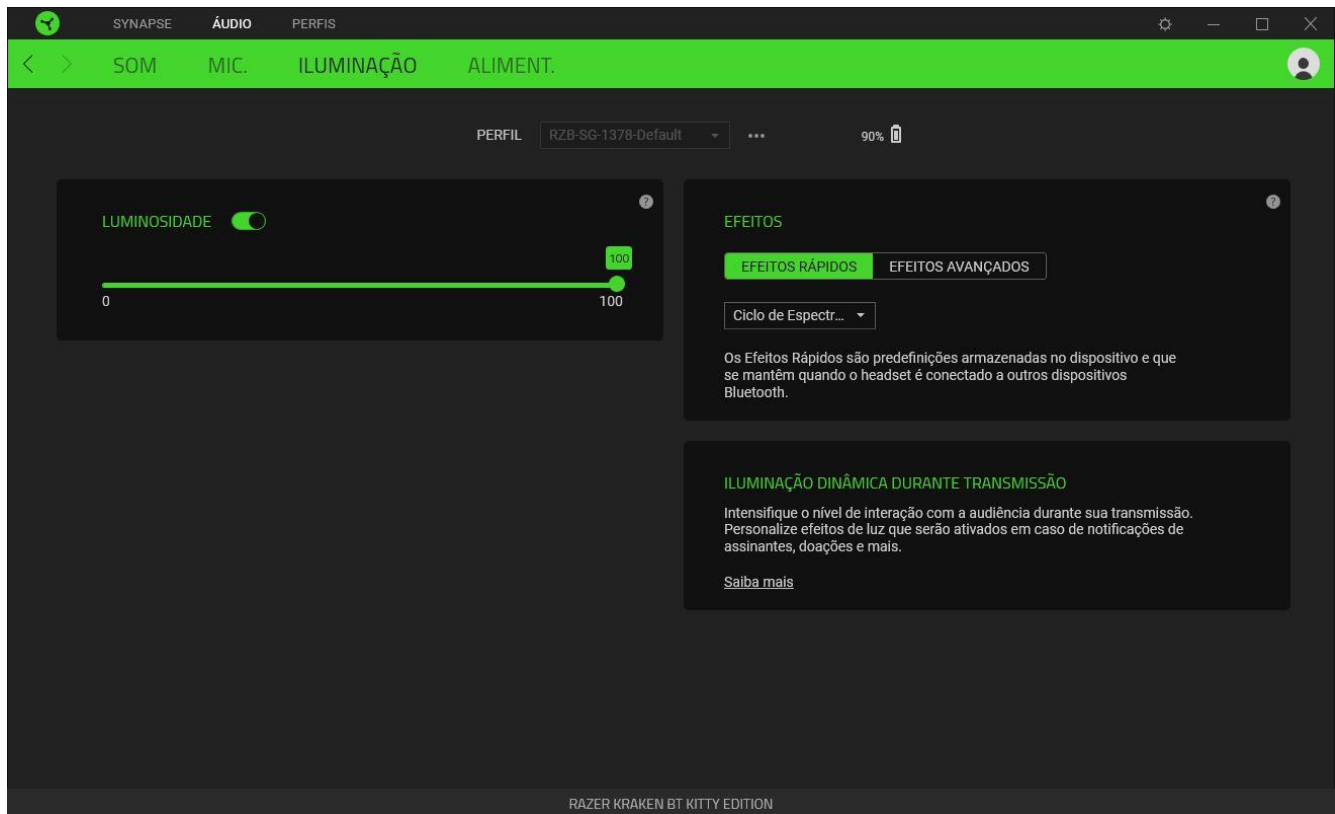 SYNAPSE ÁUDIO PERFIS
SOM MIC. ILUMINAÇÃO ALIMENT.
PERFIL RZB-SG-1378-Default ••• 90%
LUMINOSIDADE
100
0 100
EFEITOS
EFEITOS RÁPIDOS EFEITOS AVANÇADOS
Ciclo de Espectr...
Os Efeitos Rápidos são predefinições armazenadas no dispositivo e que
se mantêm quando o headset é conectado a outros dispositivos
Bluetooth.
ILUMINAÇÃO DINÂMICA DURANTE TRANSMISSÃO
Intensifique o nível de interação com a audiência durante sua transmissão.
Personalize efeitos de luz que serão ativados em caso de notificações de
assinantes, doações e mais.
Saiba mais
RAZER KRAKEN BT KITTY EDITION